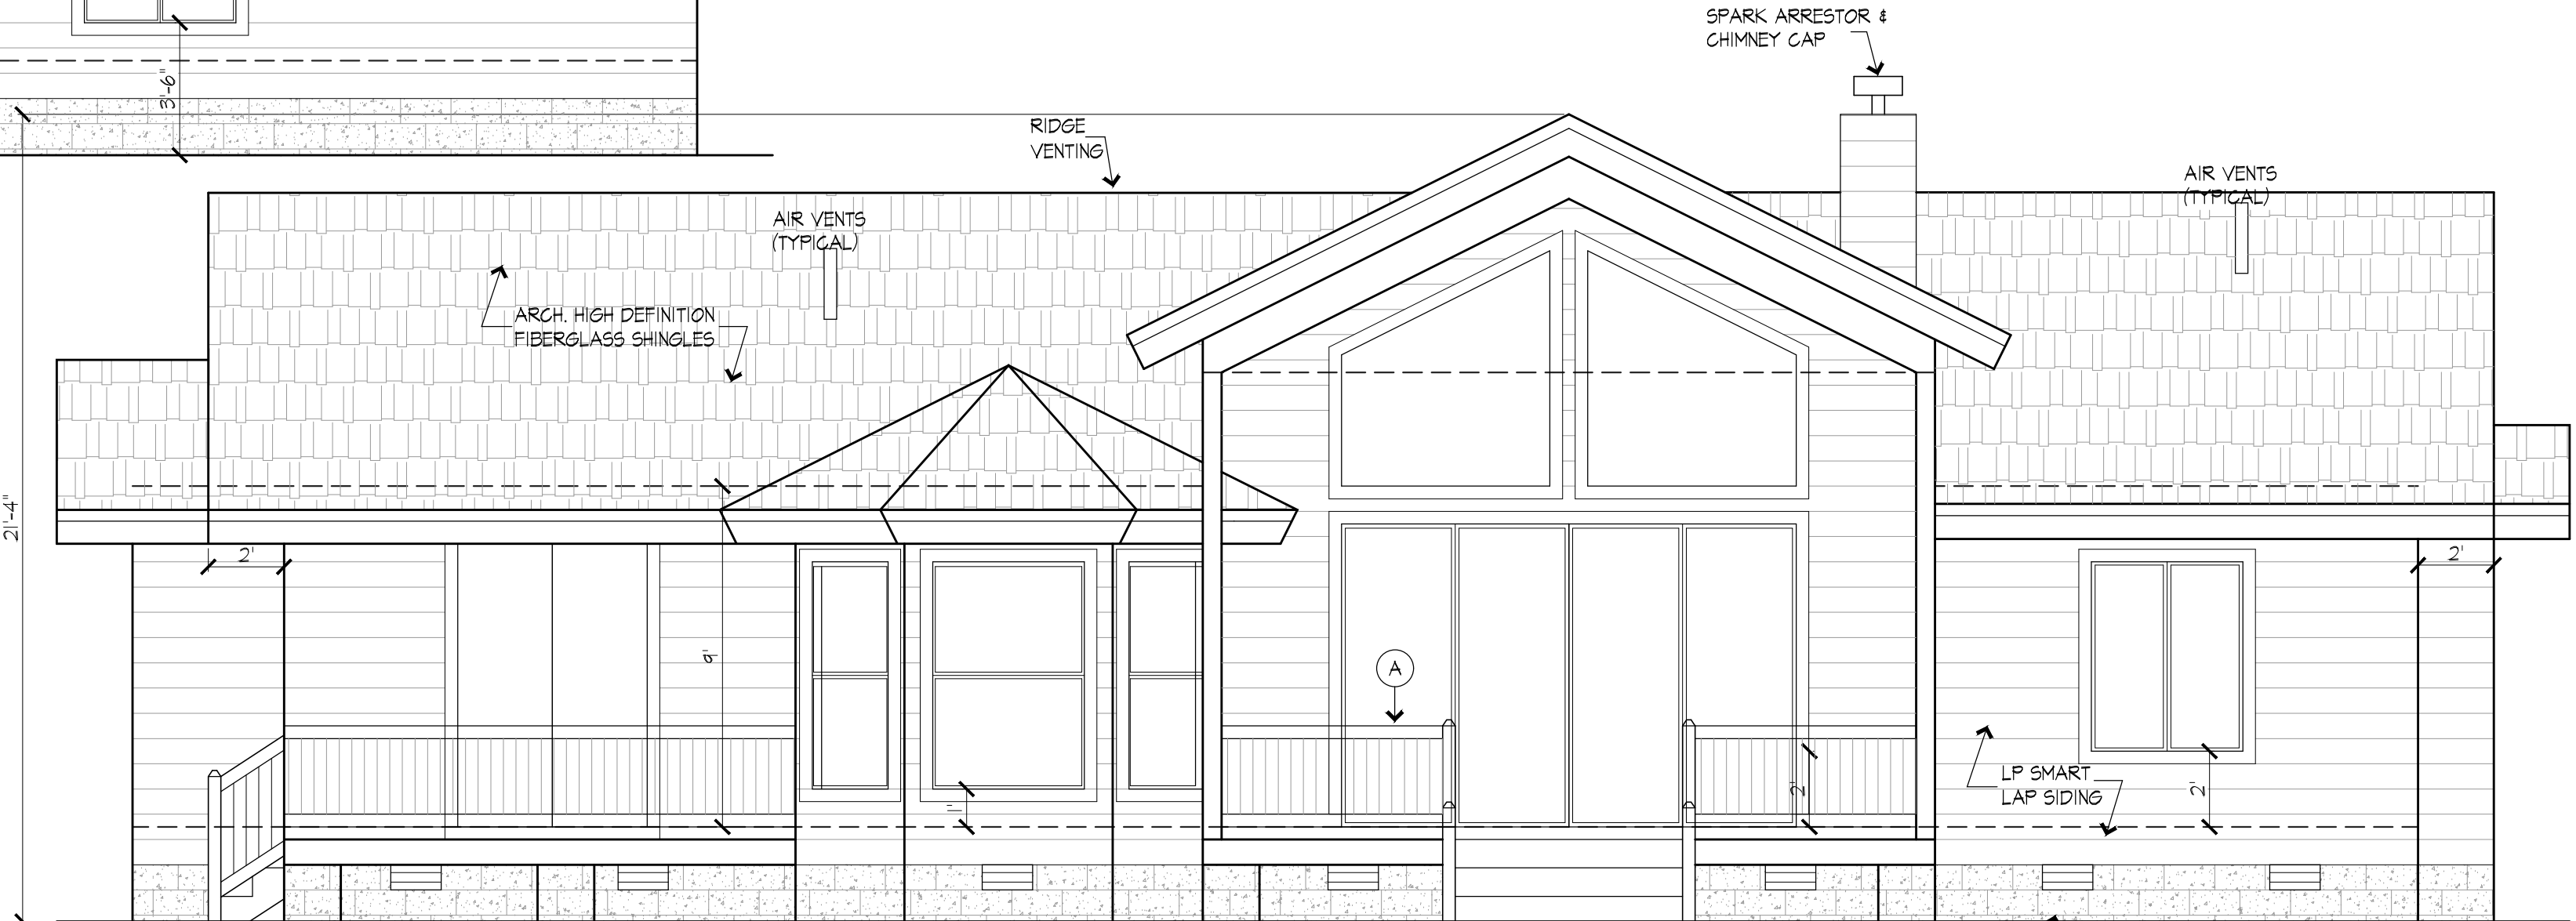 SPARK ARRESTOR &
CHIMNEY CAP
3'-6"
RIDGE
VENTING
AIR VENTS
(TYPICAL)
AIR VENTS
(TYPICAL)
ARCH. HIGH DEFINITION
FIBERGLASS SHINGLES
21'-4"
2'
2'
9'
A
1'
2'
LP SMART
LAP SIDING
2'